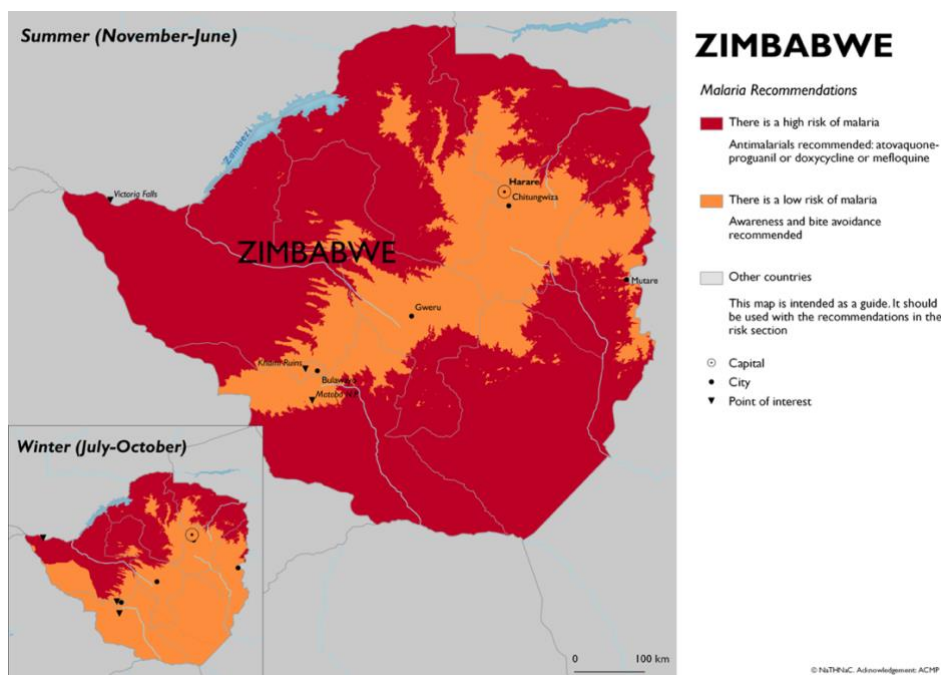 Summer (November-June)
Zambezi
Victoria Falls
Harare
Chitungwiza
ZIMBABWE
Mutare
Gweru
Khami Ruins
Bulawayo
Matobo N.P.
Winter (July-October)
0 100 km
ZIMBABWE
Malaria Recommendations
There is a high risk of malaria
Antimalarials recommended: atovaquone-
proguanil or doxycycline or mefloquine
There is a low risk of malaria
Awareness and bite avoidance
recommended
Other countries
This map is intended as a guide. It should
be used with the recommendations in the
risk section
Capital
City
Point of interest
© NaTHNaC. Acknowledgement: ACMP